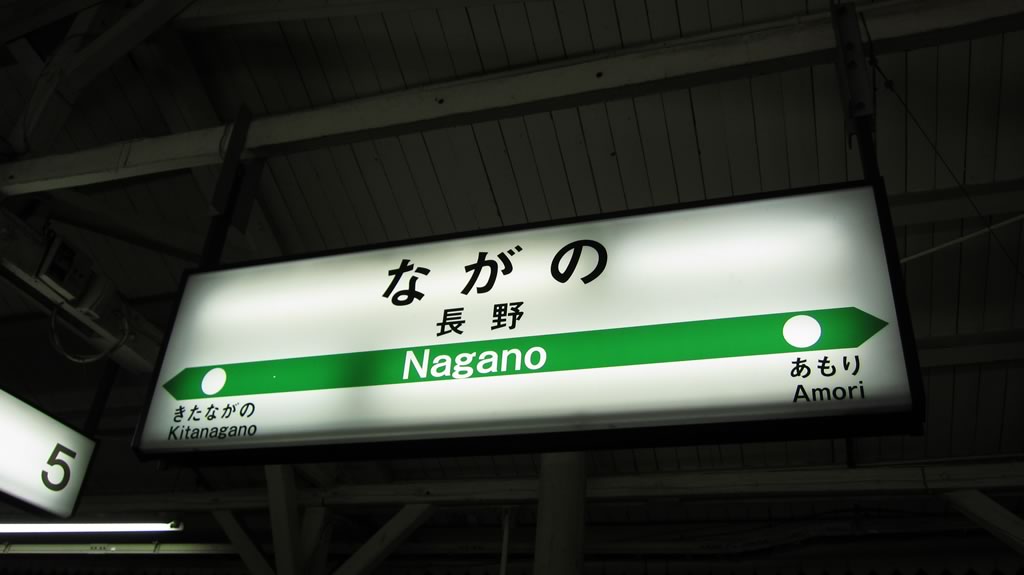 ながの
長野
Nagano
きたながの
Kitanagano
あもり
Amori
5